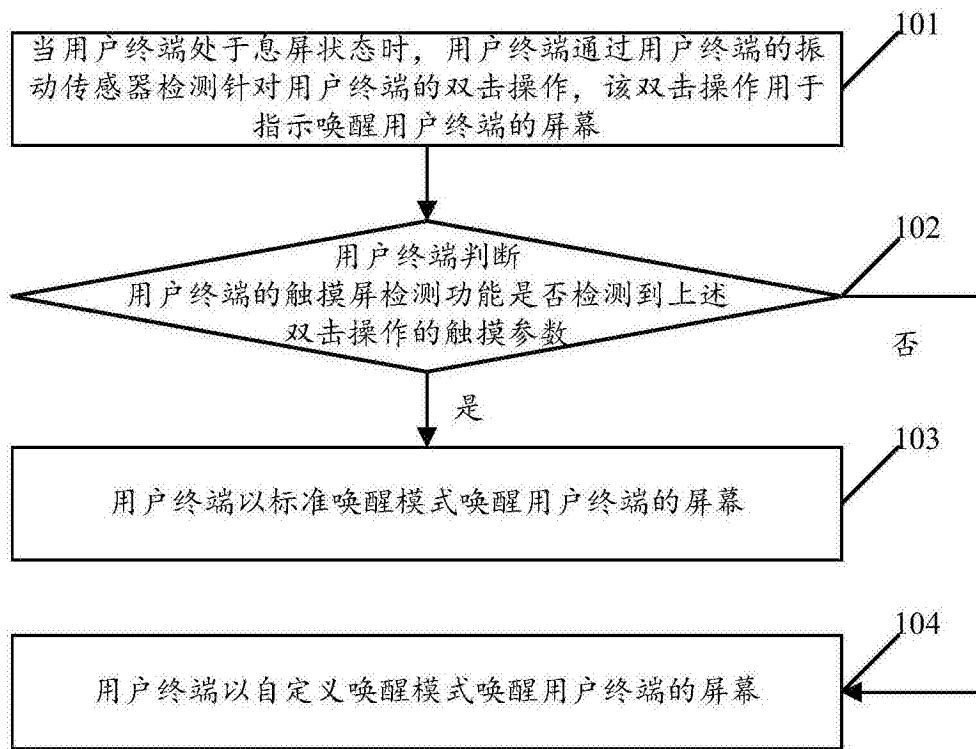 101
当用户终端处于息屏状态时，用户终端通过用户终端的振
动传感器检测针对用户终端的双击操作，该双击操作用于
指示唤醒用户终端的屏幕
102
用户终端判断
用户终端的触摸屏检测功能是否检测到上述
双击操作的触摸参数
否
是
103
用户终端以标准唤醒模式唤醒用户终端的屏幕
104
用户终端以自定义唤醒模式唤醒用户终端的屏幕